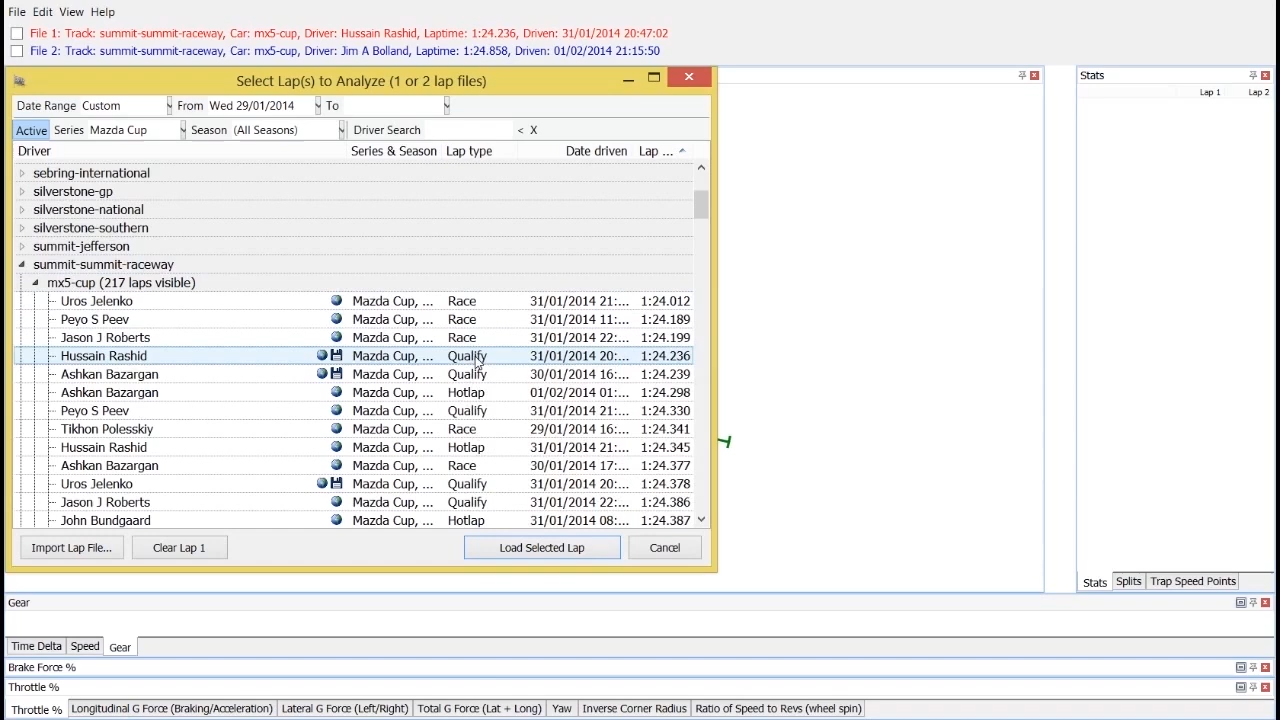 File Edit View Help
File 1: Track: summit-summit-raceway, Car: mx5-cup, Driver: Hussain Rashid, Laptime: 1:24.236, Driven: 31/01/2014 20:47:02
File 2: Track: summit-summit-raceway, Car: mx5-cup, Driver: Jim A Bolland, Laptime: 1:24.858, Driven: 01/02/2014 21:15:50
Select Lap(s) to Analyze (1 or 2 lap files)
Date Range Custom From Wed 29/01/2014 To
Active Series Mazda Cup Season (All Seasons) Driver Search < X
Driver Series & Season Lap type Date driven Lap ...
sebring-international
silverstone-gp
silverstone-national
silverstone-southern
summit-jefferson
summit-summit-raceway
mx5-cup (217 laps visible)
Uros Jelenko Mazda Cup, ... Race 31/01/2014 21:... 1:24.012
Peyo S Peev Mazda Cup, ... Race 31/01/2014 11:... 1:24.189
Jason J Roberts Mazda Cup, ... Race 31/01/2014 22:... 1:24.199
Hussain Rashid Mazda Cup, ... Qualify 31/01/2014 20:... 1:24.236
Ashkan Bazargan Mazda Cup, ... Qualify 30/01/2014 16:... 1:24.239
Ashkan Bazargan Mazda Cup, ... Hotlap 01/02/2014 01:... 1:24.298
Peyo S Peev Mazda Cup, ... Qualify 31/01/2014 21:... 1:24.330
Tikhon Polesskiy Mazda Cup, ... Race 29/01/2014 16:... 1:24.341
Hussain Rashid Mazda Cup, ... Hotlap 31/01/2014 21:... 1:24.345
Ashkan Bazargan Mazda Cup, ... Race 30/01/2014 17:... 1:24.377
Uros Jelenko Mazda Cup, ... Qualify 31/01/2014 20:... 1:24.378
Jason J Roberts Mazda Cup, ... Qualify 31/01/2014 22:... 1:24.386
John Bundgaard Mazda Cup, ... Hotlap 31/01/2014 08:... 1:24.387
Import Lap File... Clear Lap 1 Load Selected Lap Cancel
Stats
Lap 1 Lap 2
Stats Splits Trap Speed Points
Gear
Time Delta Speed Gear
Brake Force %
Throttle %
Throttle % Longitudinal G Force (Braking/Acceleration) Lateral G Force (Left/Right) Total G Force (Lat + Long) Yaw Inverse Corner Radius Ratio of Speed to Revs (wheel spin)